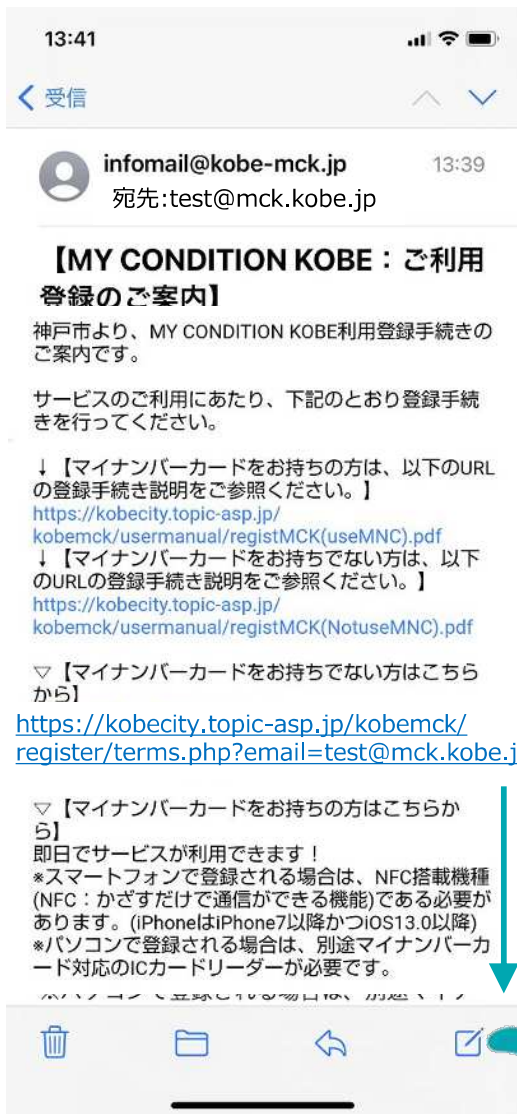 13:41
受信
infomail@kobe-mck.jp 13:39
宛先:test@mck.kobe.jp
【MY CONDITION KOBE：ご利用
登録のご案内】
神戸市より、MY CONDITION KOBE利用登録手続きの
ご案内です。
サービスのご利用にあたり、下記のとおり登録手続
きを行ってください。
↓【マイナンバーカードをお持ちの方は、以下のURL
の登録手続き説明をご参照ください。】
https://kobecity.topic-asp.jp/
kobemck/usermanual/registMCK(useMNC).pdf
↓【マイナンバーカードをお持ちでない方は、以下
のURLの登録手続き説明をご参照ください。】
https://kobecity.topic-asp.jp/
kobemck/usermanual/registMCK(NotuseMNC).pdf
▽【マイナンバーカードをお持ちでない方はこちら
から】
https://kobecity.topic-asp.jp/kobemck/
register/terms.php?email=test@mck.kobe.j
▽【マイナンバーカードをお持ちの方はこちらか
ら】
即日でサービスが利用できます！
※スマートフォンで登録される場合は、NFC搭載機種
(NFC：かざすだけで通信ができる機能)である必要が
あります。(iPhoneはiPhone7以降かつiOS13.0以降)
※パソコンで登録される場合は、別途マイナンバーカ
ード対応のICカードリーダーが必要です。